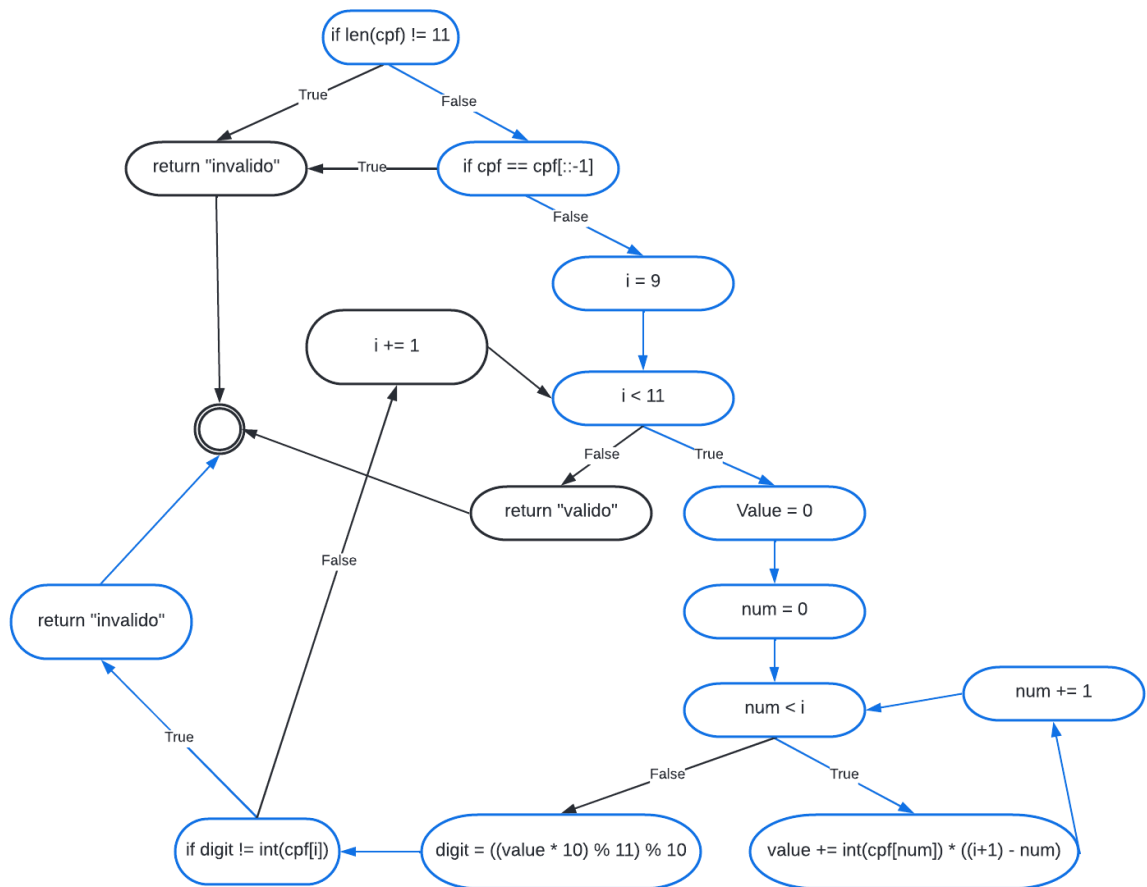 if len(cpf) != 11
True
False
return "invalido"
True
if cpf == cpf[::-1]
False
i = 9
i += 1
i < 11
False
True
return "valido"
Value = 0
False
return "invalido"
num = 0
num += 1
num < i
True
False
True
if digit != int(cpf[i])
digit = ((value * 10) % 11) % 10
value += int(cpf[num]) * ((i+1) - num)